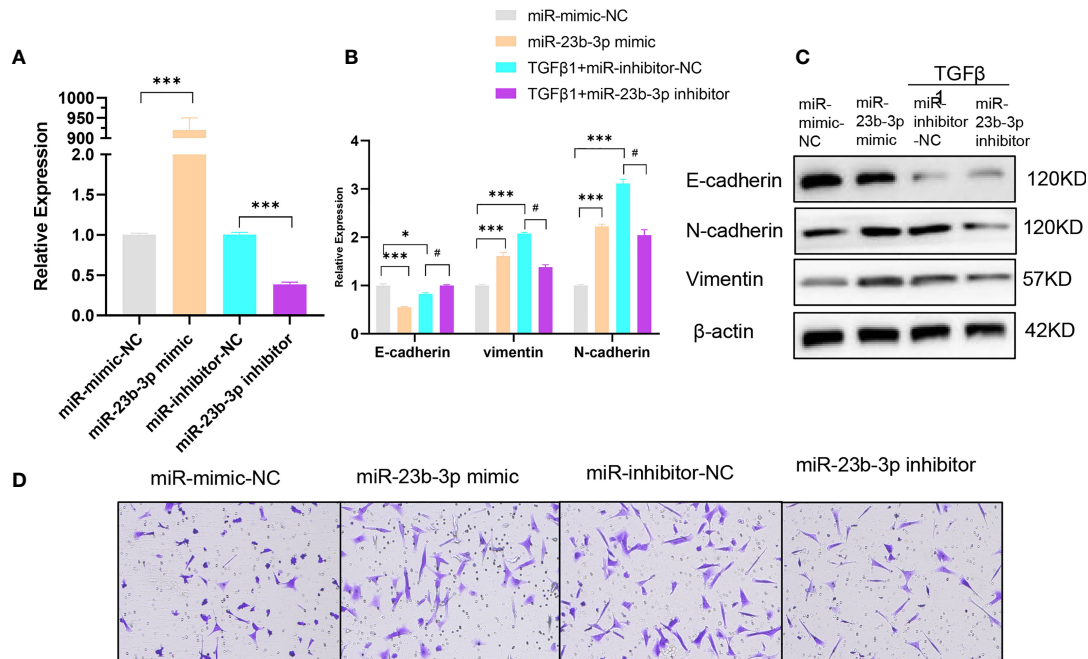 miR-mimic-NC
miR-23b-3p mimic
TGFβ1+miR-inhibitor-NC
TGFβ1+miR-23b-3p inhibitor
A
***
***
Relative Expression
1000
950
900
2.0
1.0
0.5
0.0
miR-mimic-NC
miR-23b-3p mimic
miR-inhibitor-NC
miR-23b-3p inhibitor
B
Relative Expression
4
3
2
1
0
***
*
#
***
***
#
***
***
#
E-cadherin
vimentin
N-cadherin
C
TGFβ
1
miR-
mimic-
NC
miR-
23b-3p
mimic
miR-
inhibitor
-NC
miR-
23b-3p
inhibitor
E-cadherin
120KD
N-cadherin
120KD
Vimentin
57KD
β-actin
42KD
D
miR-mimic-NC
miR-23b-3p mimic
miR-inhibitor-NC
miR-23b-3p inhibitor